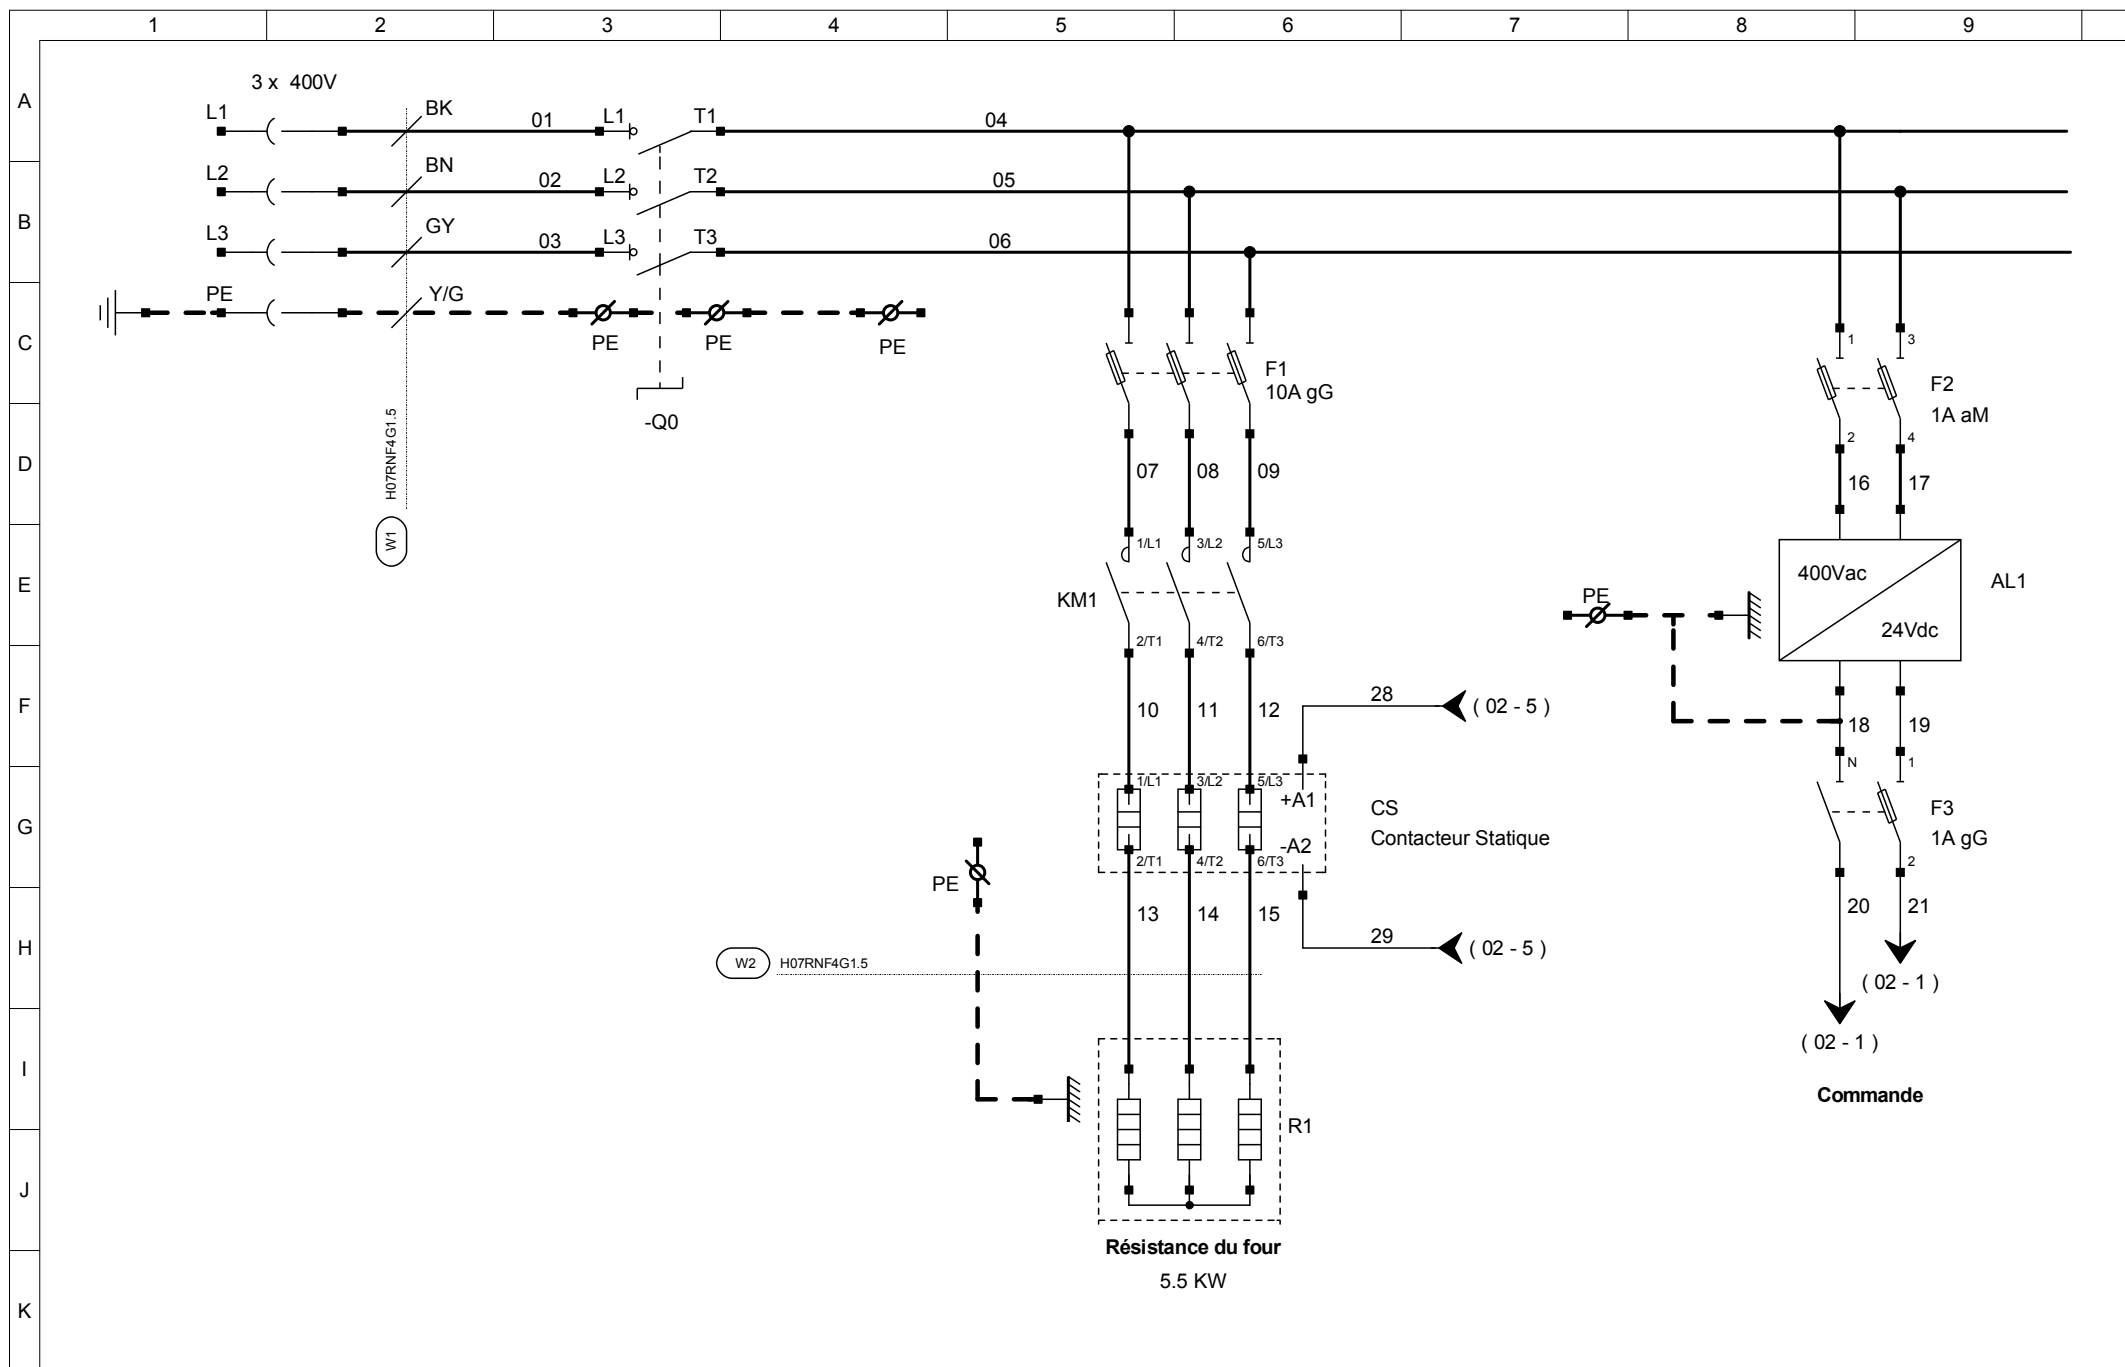 1 2 3 4 5 6 7 8 9
A
3 x 400V
L1 BK 01 L1 T1 04
L2 BN 02 L2 T2 05
B
L3 GY 03 L3 T3 06
PE Y/G
C
PE PE PE
1 3
F1
10A gG
F2
1A aM
-Q0
H07RNF4G1.5
W1
2 4
D
07 08 09
16 17
1/L1 3/L2 5/L3
E
400Vac
AL1
KM1
PE
24Vdc
2/T1 4/T2 6/T3
F
28
( 02 - 5 )
10 11 12
18 19
N 1
1/L1 3/L2 5/L3
+A1
CS
F3
G
Contacteur Statique
1A gG
-A2
2/T1 4/T2 6/T3
2
PE
13 14 15
20 21
H
29
( 02 - 5 )
W2 H07RNF4G1.5
( 02 - 1 )
( 02 - 1 )
I
Commande
R1
J
Résistance du four
5.5 KW
K